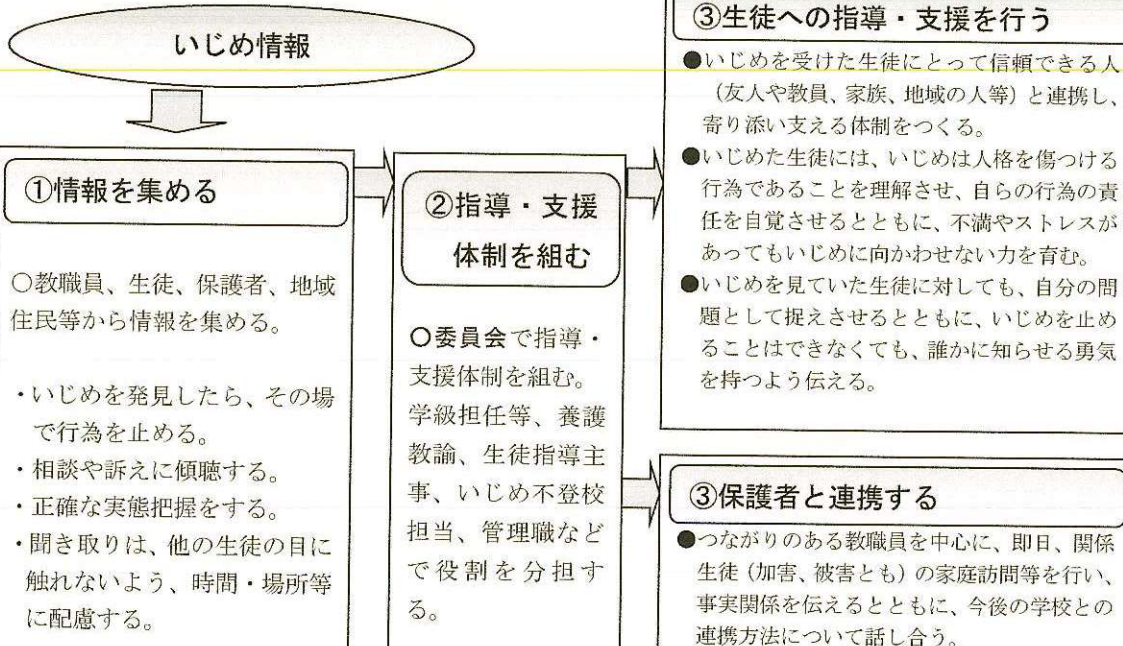 いじめ情報
①情報を集める
○教職員、生徒、保護者、地域
住民等から情報を集める。
・いじめを発見したら、その場
で行為を止める。
・相談や訴えに傾聴する。
・正確な実態把握をする。
・聞き取りは、他の生徒の目に
触れないよう、時間・場所等
に配慮する。
②指導・支援
体制を組む
○委員会で指導・
支援体制を組む。
学級担任等、養護
教諭、生徒指導主
事、いじめ不登校
担当、管理職など
で役割を分担す
る。
③生徒への指導・支援を行う
●いじめを受けた生徒にとって信頼できる人
（友人や教員、家族、地域の人等）と連携し、
寄り添い支える体制をつくる。
●いじめた生徒には、いじめは人格を傷つける
行為であることを理解させ、自らの行為の責
任を自覚させるとともに、不満やストレスが
あってもいじめに向かわせない力を育む。
●いじめを見ていた生徒に対しても、自分の問
題として捉えさせるとともに、いじめを止め
ることはできなくても、誰かに知らせる勇気
を持つよう伝える。
③保護者と連携する
●つながりのある教職員を中心に、即日、関係
生徒（加害、被害とも）の家庭訪問等を行い、
事実関係を伝えるとともに、今後の学校との
連携方法について話し合う。